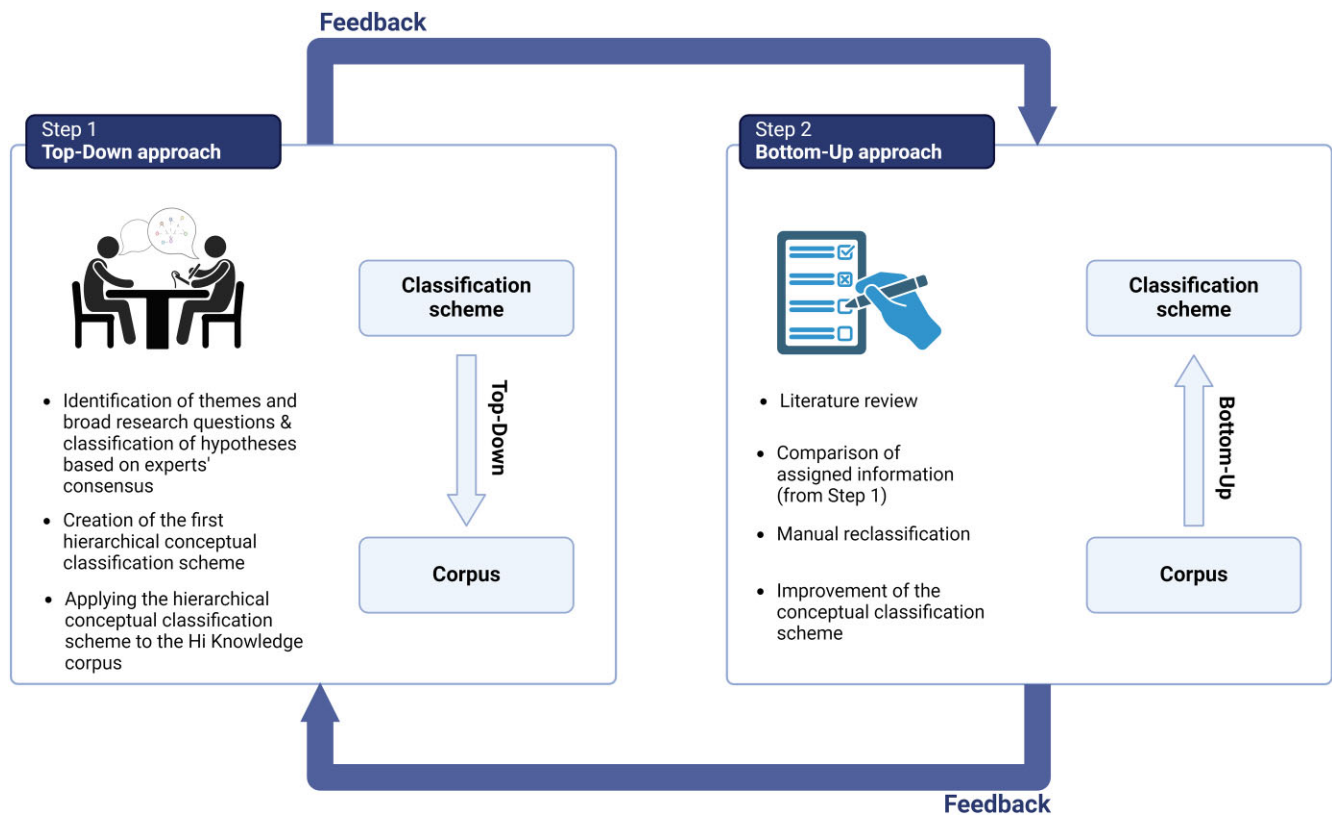 Feedback
Step 1
Top-Down approach
Classification
scheme
Top-Down
Corpus
• Identification of themes and
broad research questions &
classification of hypotheses
based on experts'
consensus
• Creation of the first
hierarchical conceptual
classification scheme
• Applying the hierarchical
conceptual classification
scheme to the Hi Knowledge
corpus
Step 2
Bottom-Up approach
Classification
scheme
Bottom-Up
Corpus
• Literature review
• Comparison of
assigned information
(from Step 1)
• Manual reclassification
• Improvement of the
conceptual classification
scheme
Feedback